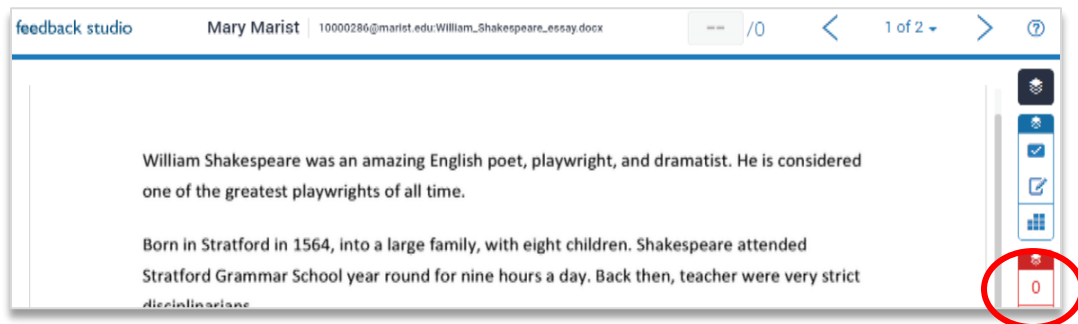 feedback studio Mary Marist 10000286@marist.edu:William_Shakespeare_essay.docx -- /0 1 of 2 ?
William Shakespeare was an amazing English poet, playwright, and dramatist. He is considered
one of the greatest playwrights of all time.
Born in Stratford in 1564, into a large family, with eight children. Shakespeare attended
Stratford Grammar School year round for nine hours a day. Back then, teacher were very strict
disciplinarians
0